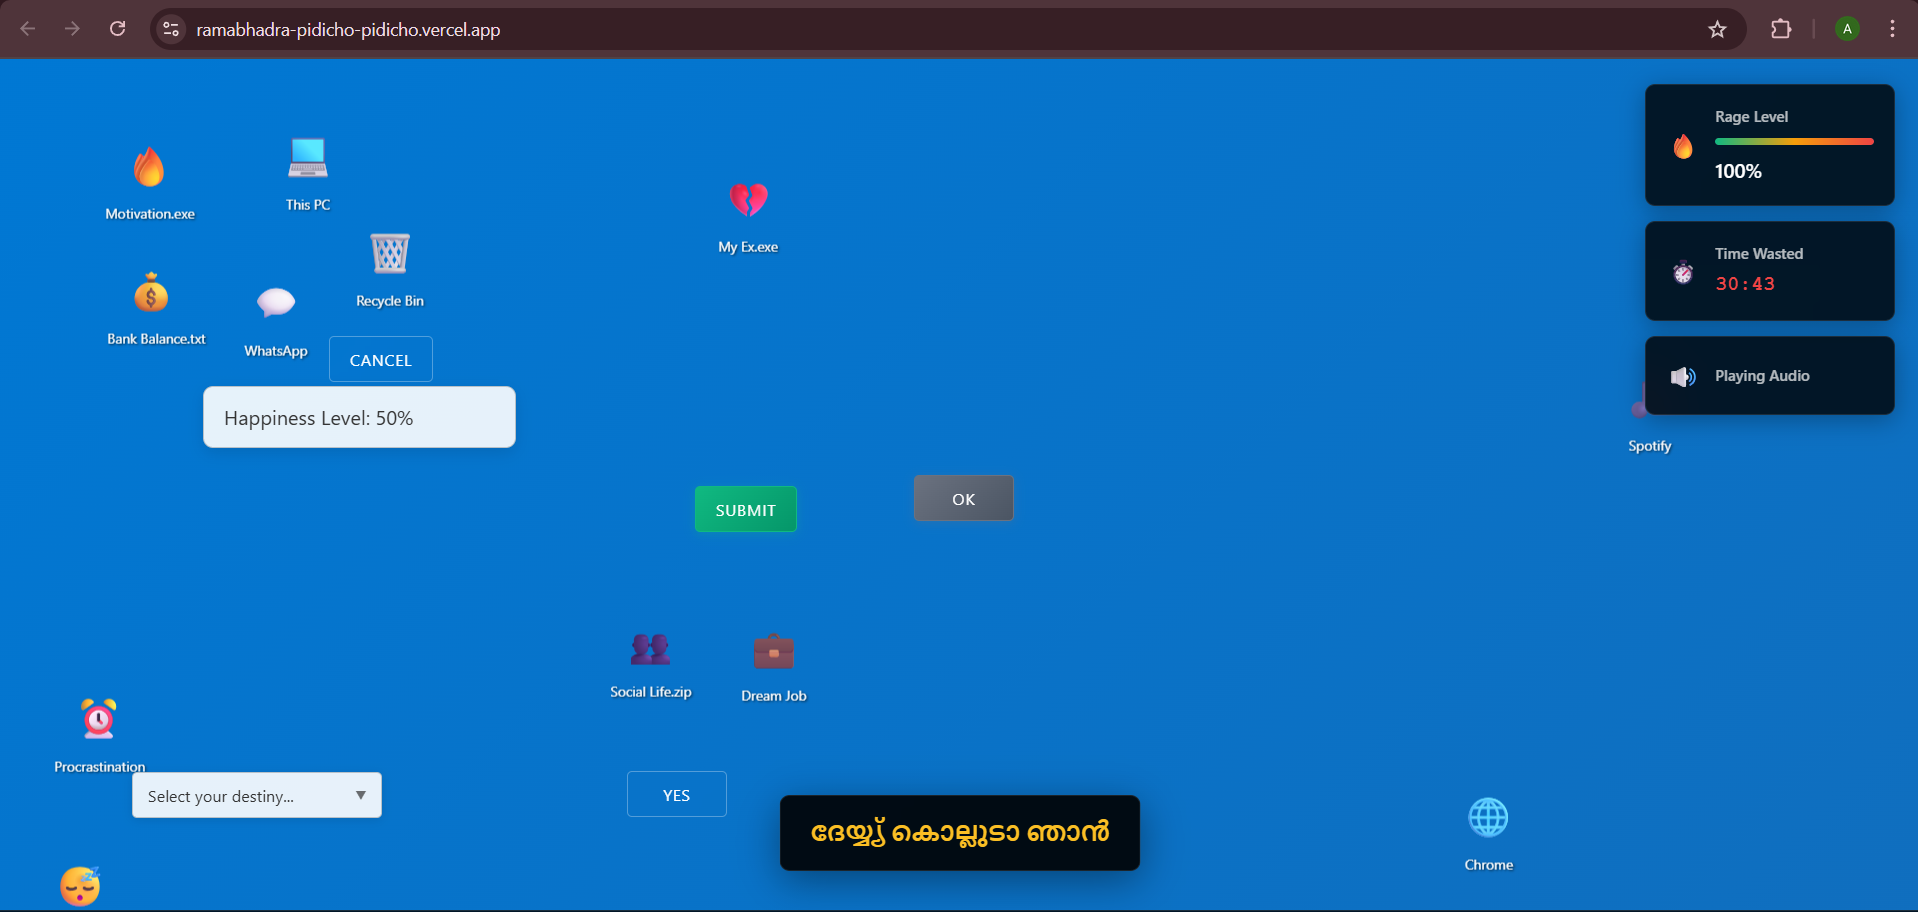 ramabhadra-pidicho-pidicho.vercel.app
A
Rage Level
100%
Time Wasted
30:43
Playing Audio
Motivation.exe
This PC
My Ex.exe
Recycle Bin
Bank Balance.txt
WhatsApp
CANCEL
Happiness Level: 50%
Spotify
SUBMIT
OK
Social Life.zip
Dream Job
Procrastination
Select your destiny...
YES
ദേയ്യ് കൊല്ലുടാ ഞാൻ
Chrome